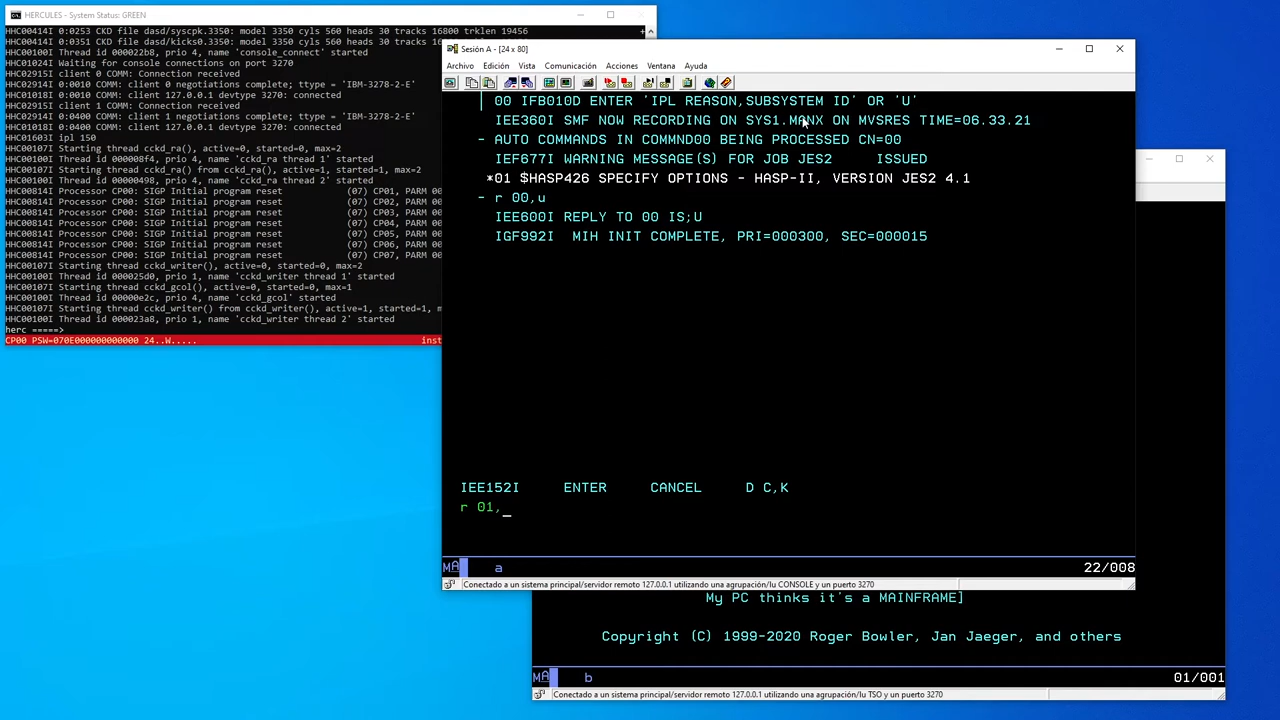 HERCULES - System Status: GREEN
HHC00414I 0:0253 CKD file dasd/syscpk.3350: model 3350 cyls 560 heads 30 tracks 16800 trklen 19456
HHC00414I 0:0351 CKD file dasd/kicks0.3350: model 3350 cyls 560 heads 30 tracks
HHC00100I Thread id 000022b8, prio 4, name 'console_connect' started
HHC01024I Waiting for console connections on port 3270
HHC02915I client 0 COMM: Connection received
HHC02915I 0:0010 COMM: client 0 negotiations complete; ttype = 'IBM-3278-2-E'
HHC01018I 0:0010 COMM: client 127.0.0.1 devtype 3270: connected
HHC02915I client 1 COMM: Connection received
HHC02915I 0:0400 COMM: client 1 negotiations complete; ttype = 'IBM-3278-2-E'
HHC01018I 0:0400 COMM: client 127.0.0.1 devtype 3270: connected
HHC01603I ipl 150
HHC00107I Starting thread cckd_ra(), active=0, started=0, max=2
HHC00100I Thread id 000008f4, prio 4, name 'cckd_ra thread 1' started
HHC00107I Starting thread cckd_ra() from cckd_ra(), active=1, started=1, max=2
HHC00100I Thread id 00000498, prio 4, name 'cckd_ra thread 2' started
HHC00814I Processor CP00: SIGP Initial program reset (07) CP01, PARM 00
HHC00814I Processor CP00: SIGP Initial program reset (07) CP02, PARM 00
HHC00814I Processor CP00: SIGP Initial program reset (07) CP03, PARM 00
HHC00814I Processor CP00: SIGP Initial program reset (07) CP04, PARM 00
HHC00814I Processor CP00: SIGP Initial program reset (07) CP05, PARM 00
HHC00814I Processor CP00: SIGP Initial program reset (07) CP06, PARM 00
HHC00814I Processor CP00: SIGP Initial program reset (07) CP07, PARM 00
HHC00107I Starting thread cckd_writer(), active=0, started=0, max=2
HHC00100I Thread id 000025d0, prio 1, name 'cckd_writer thread 1' started
HHC00107I Starting thread cckd_gcol(), active=0, started=0, max=1
HHC00100I Thread id 00000e2c, prio 4, name 'cckd_gcol' started
HHC00107I Starting thread cckd_writer() from cckd_writer(), active=1, started=1, m
HHC00100I Thread id 000023a8, prio 1, name 'cckd_writer thread 2' started
herc =====>
CP00 PSW=070E000000000000 24..W..... inst
Sesión A - [24 x 80]
Archivo Edición Vista Comunicación Acciones Ventana Ayuda
00 IFB010D ENTER 'IPL REASON,SUBSYSTEM ID' OR 'U'
IEE360I SMF NOW RECORDING ON SYS1.MANX ON MVSRES TIME=06.33.21
- AUTO COMMANDS IN COMMND00 BEING PROCESSED CN=00
IEF677I WARNING MESSAGE(S) FOR JOB JES2 ISSUED
*01 $HASP426 SPECIFY OPTIONS - HASP-II, VERSION JES2 4.1
- r 00,u
IEE600I REPLY TO 00 IS;U
IGF992I MIH INIT COMPLETE, PRI=000300, SEC=000015
IEE152I ENTER CANCEL D C,K
r 01,_
MA a 22/008
Conectado a un sistema principal/servidor remoto 127.0.0.1 utilizando una agrupación/lu CONSOLE y un puerto 3270
My PC thinks it's a MAINFRAME]
Copyright (C) 1999-2020 Roger Bowler, Jan Jaeger, and others
MA b 01/001
Conectado a un sistema principal/servidor remoto 127.0.0.1 utilizando una agrupación/lu TSO y un puerto 3270